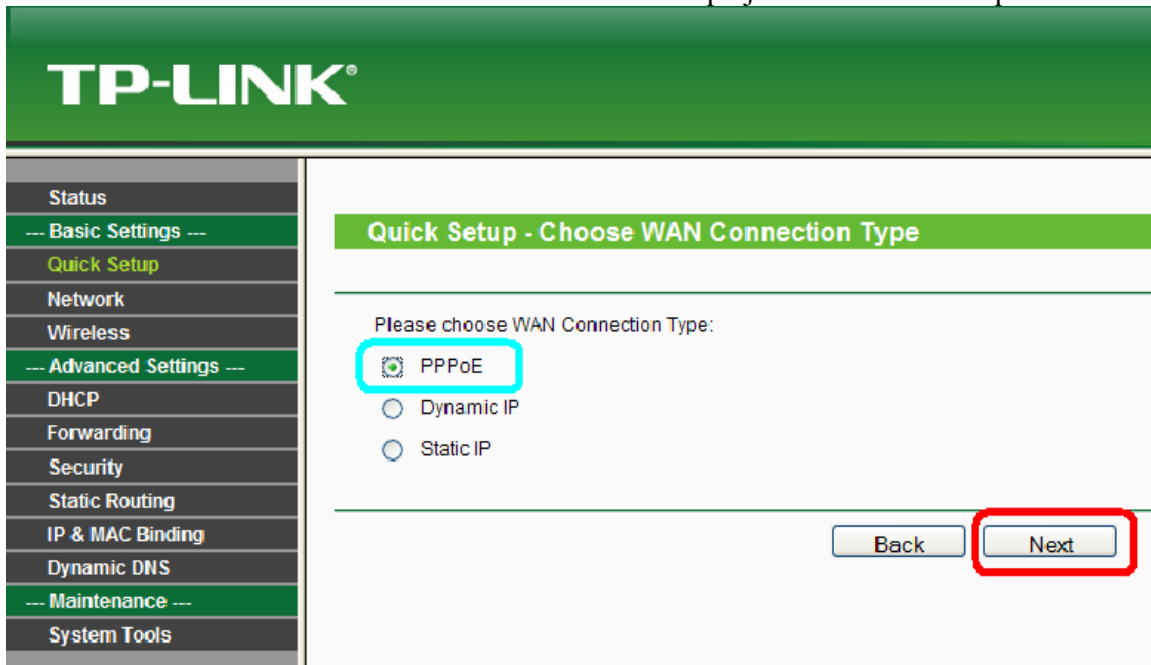 TP-LINK®
Status
--- Basic Settings ---
Quick Setup
Network
Wireless
--- Advanced Settings ---
DHCP
Forwarding
Security
Static Routing
IP & MAC Binding
Dynamic DNS
--- Maintenance ---
System Tools
Quick Setup - Choose WAN Connection Type
Please choose WAN Connection Type:
PPPoE
Dynamic IP
Static IP
Back Next